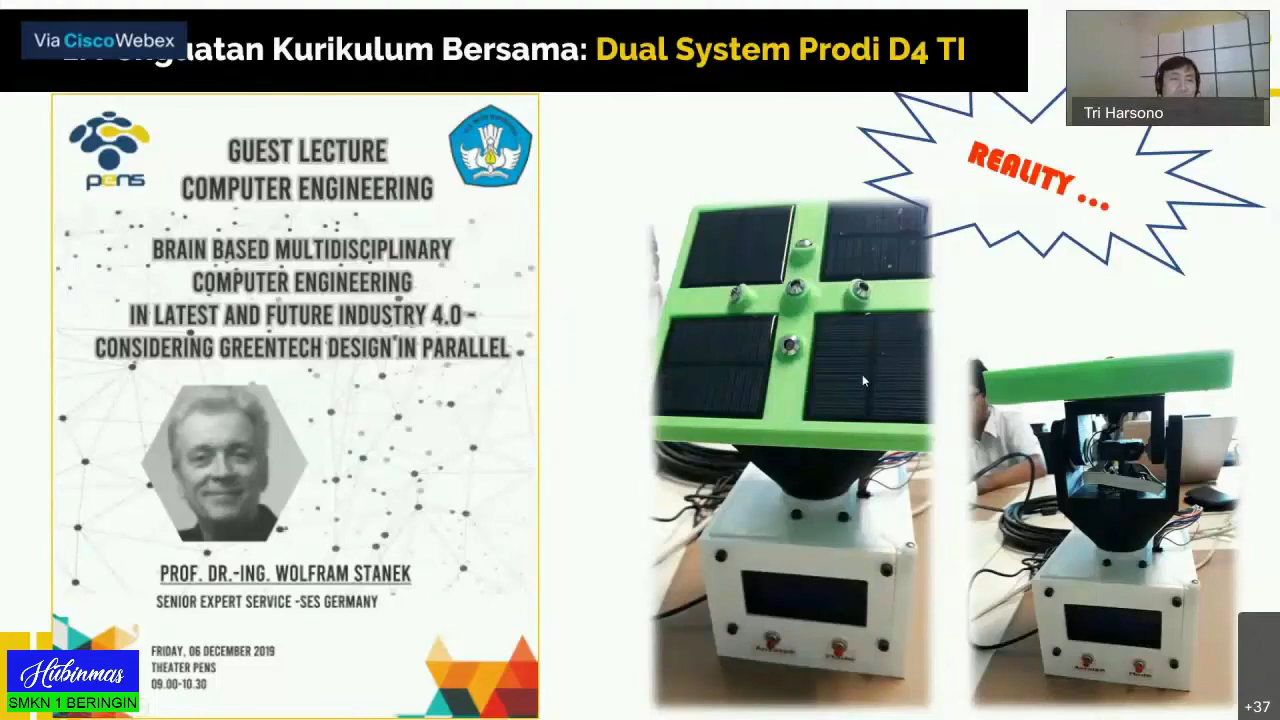 Via Cisco Webex
uatan Kurikulum Bersama: Dual System Prodi D4 TI
Tri Harsono
REALITY ...
pens
GUEST LECTURE
COMPUTER ENGINEERING
BRAIN BASED MULTIDISCIPLINARY
COMPUTER ENGINEERING
IN LATEST AND FUTURE INDUSTRY 4.0 -
CONSIDERING GREENTECH DESIGN IN PARALLEL
PROF. DR.-ING. WOLFRAM STANEK
SENIOR EXPERT SERVICE -SES GERMANY
FRIDAY, 06 DECEMBER 2019
THEATER PENS
09.00-10.30
Hubinmas
SMKN 1 BERINGIN
+37